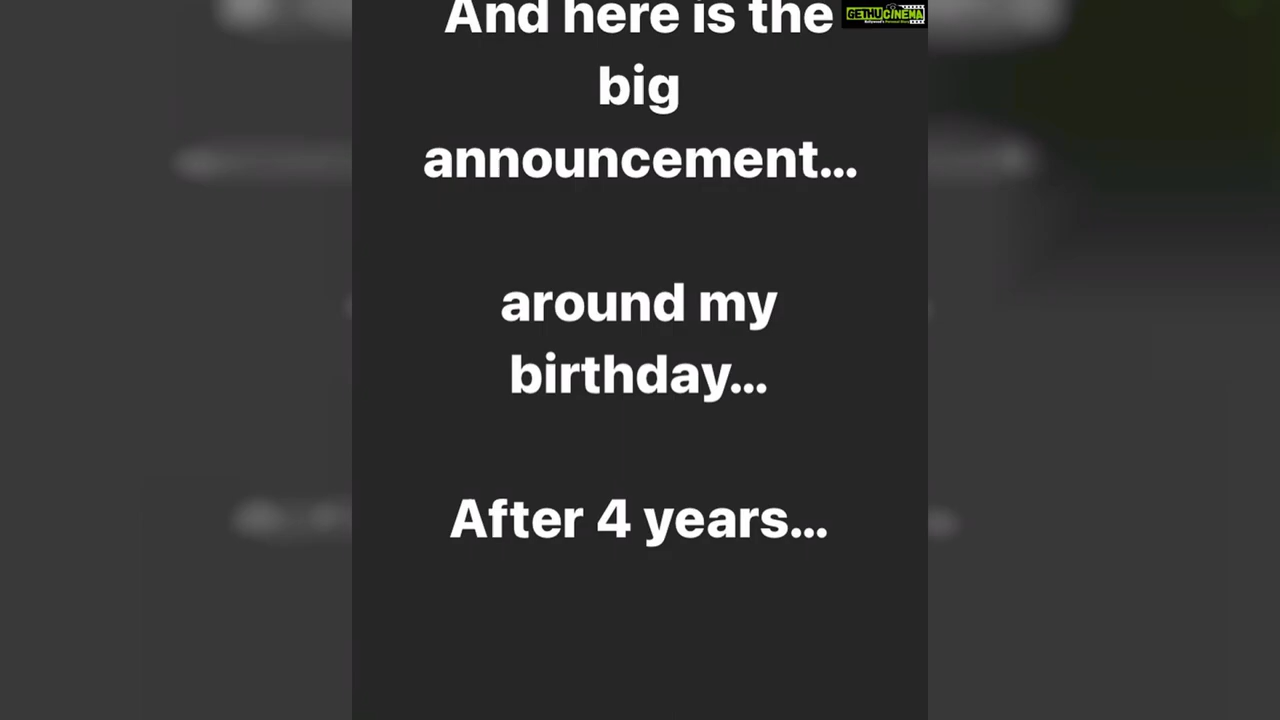 And here is the
GETHU CINEMA
big
announcement...
around my
birthday...
After 4 years...